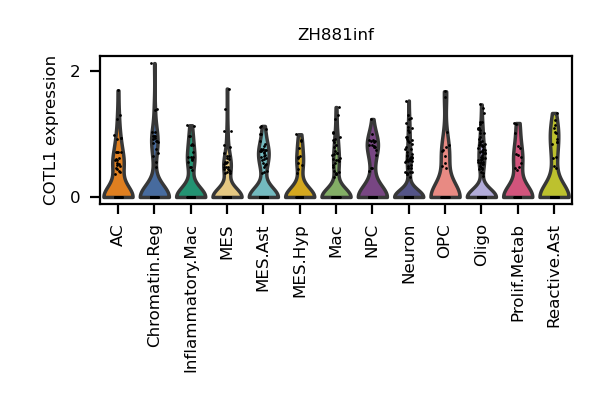 ZH881inf
COTL1 expression
2
0
AC
Chromatin.Reg
Inflammatory.Mac
MES
MES.Ast
MES.Hyp
Mac
NPC
Neuron
OPC
Oligo
Prolif.Metab
Reactive.Ast